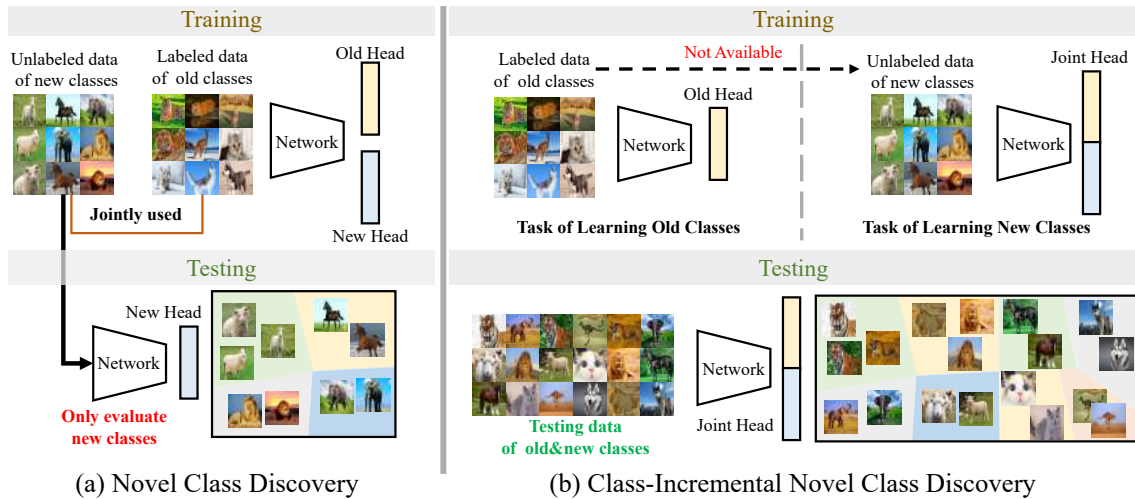 Training
Unlabeled data
of new classes
Labeled data
of old classes
Old Head
Network
Jointly used
New Head
Testing
New Head
Network
Only evaluate
new classes
(a) Novel Class Discovery
Training
Labeled data
of old classes
Not Available
Old Head
Network
Task of Learning Old Classes
Unlabeled data
of new classes
Joint Head
Network
Task of Learning New Classes
Testing
Network
Testing data
of old&new classes
Joint Head
(b) Class-Incremental Novel Class Discovery